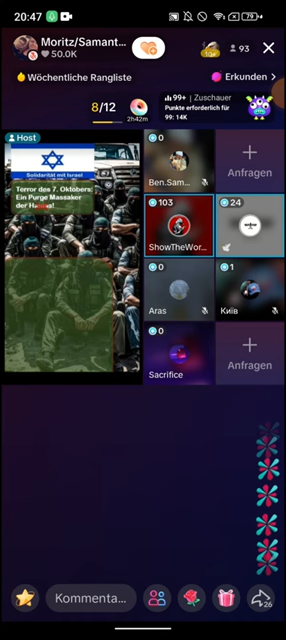 20:47
79
Moritz/Samant...
50.0K
93
Wöchentliche Rangliste
Erkunden >
8/12
2h42m
99+ | Zuschauer
Punkte erforderlich für
99: 14K
Host
Solidarität mit Israel
Terror des 7. Oktobers:
Ein Purge Massaker
der Hamas!
0
Ben.Sam...
+
Anfragen
103
ShowTheWor...
24
0
Aras
1
Київ
0
Sacrifice
+
Anfragen
Kommenta...
26